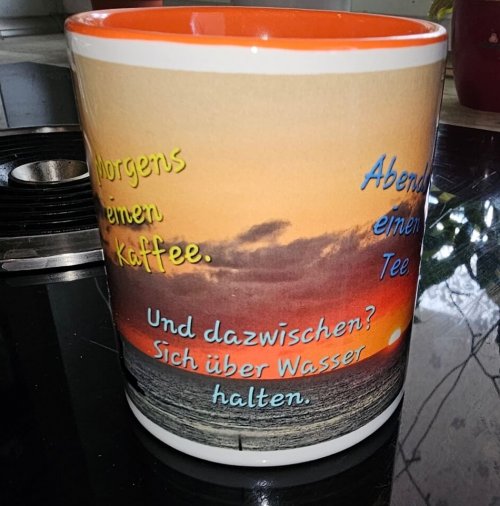 Morgens
einen
Kaffee.
Abend
einen
Tee.
Und dazwischen?
Sich über Wasser
halten.